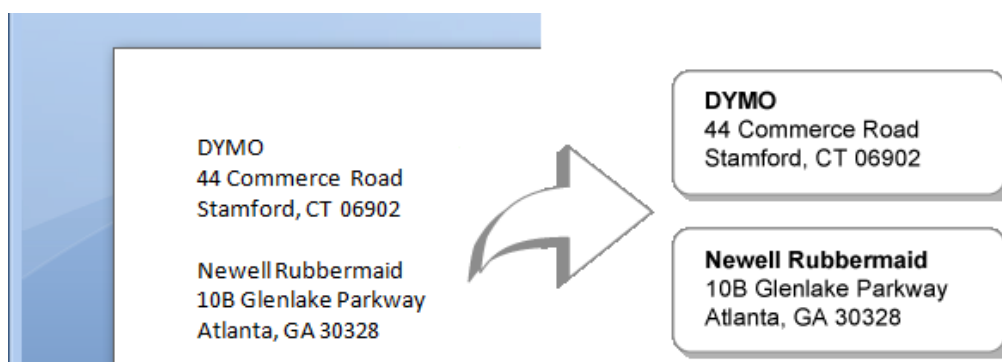 DYMO
44 Commerce Road
Stamford, CT 06902
Newell Rubbermaid
10B Glenlake Parkway
Atlanta, GA 30328
DYMO
44 Commerce Road
Stamford, CT 06902
Newell Rubbermaid
10B Glenlake Parkway
Atlanta, GA 30328